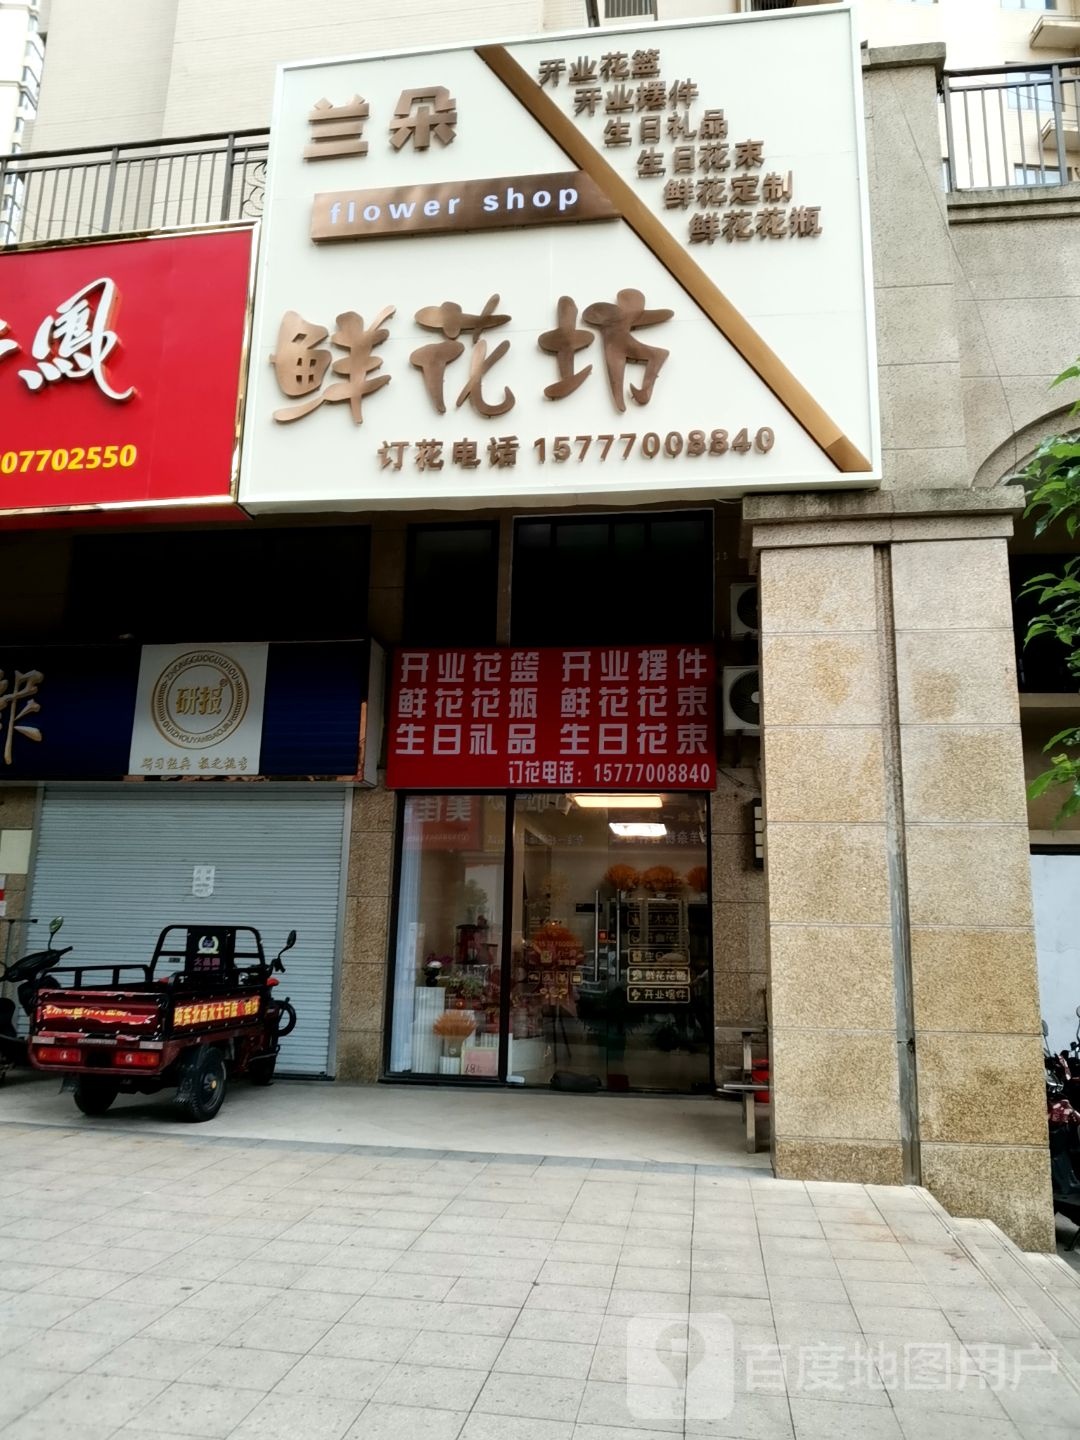 兰朵
flower shop
开业花篮
开业摆件
生日礼品
生日花束
鲜花定制
鲜花花瓶
鲜花坊
订花电话 15777008840
凤
07702550
研报
ZHONGGUOGUIZHOU
GUIZHOUYANBAOJIU
开业花篮 开业摆件
鲜花花瓶 鲜花花束
生日礼品 生日花束
订花电话：15777008840
15777008840
鲜花花瓶
开业摆件
百度地图用户